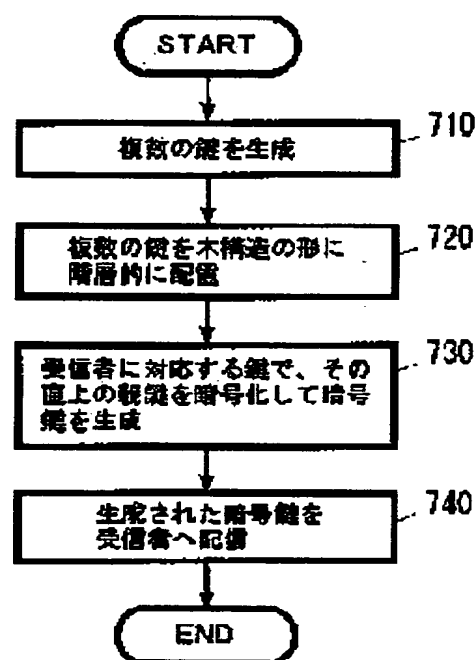 START
710
複数の鍵を生成
720
複数の鍵を木構造の形に
階層的に配置
730
受信者に対応する鍵で、その
直上の親鍵を暗号化して暗号
鍵を生成
740
生成された暗号鍵を
受信者へ配信
END